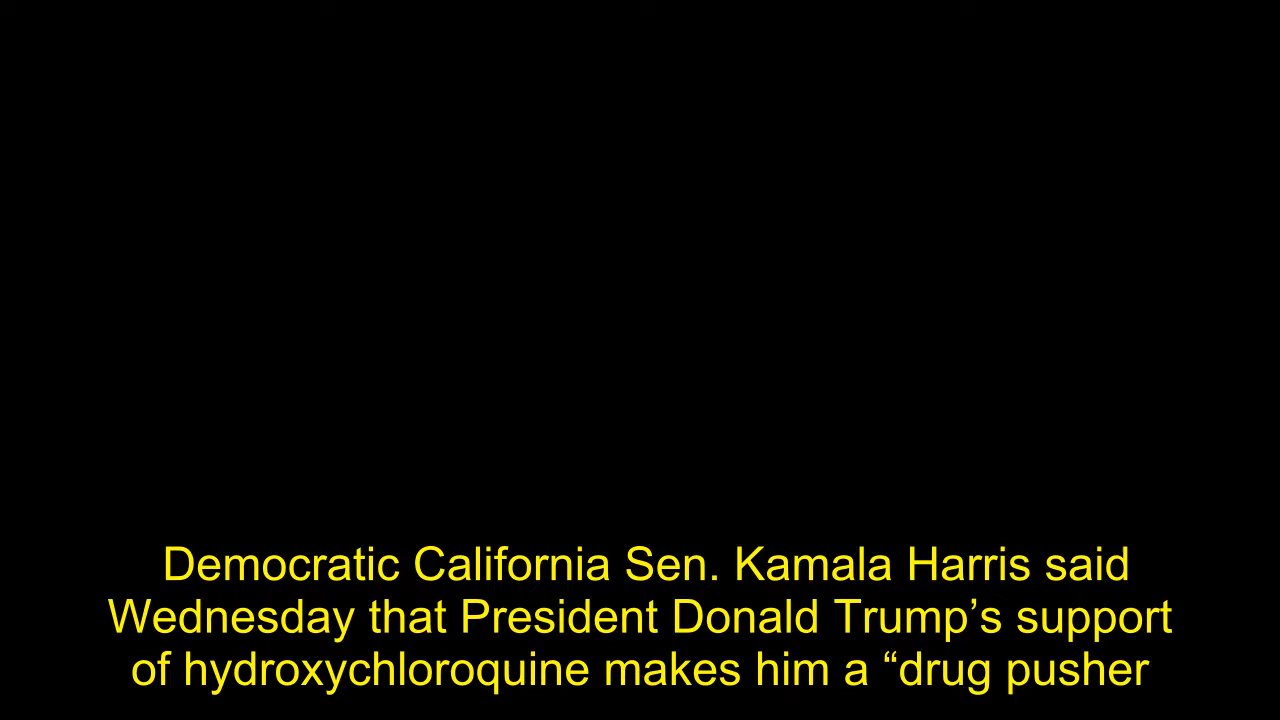 Democratic California Sen. Kamala Harris said
Wednesday that President Donald Trump’s support
of hydroxychloroquine makes him a “drug pusher